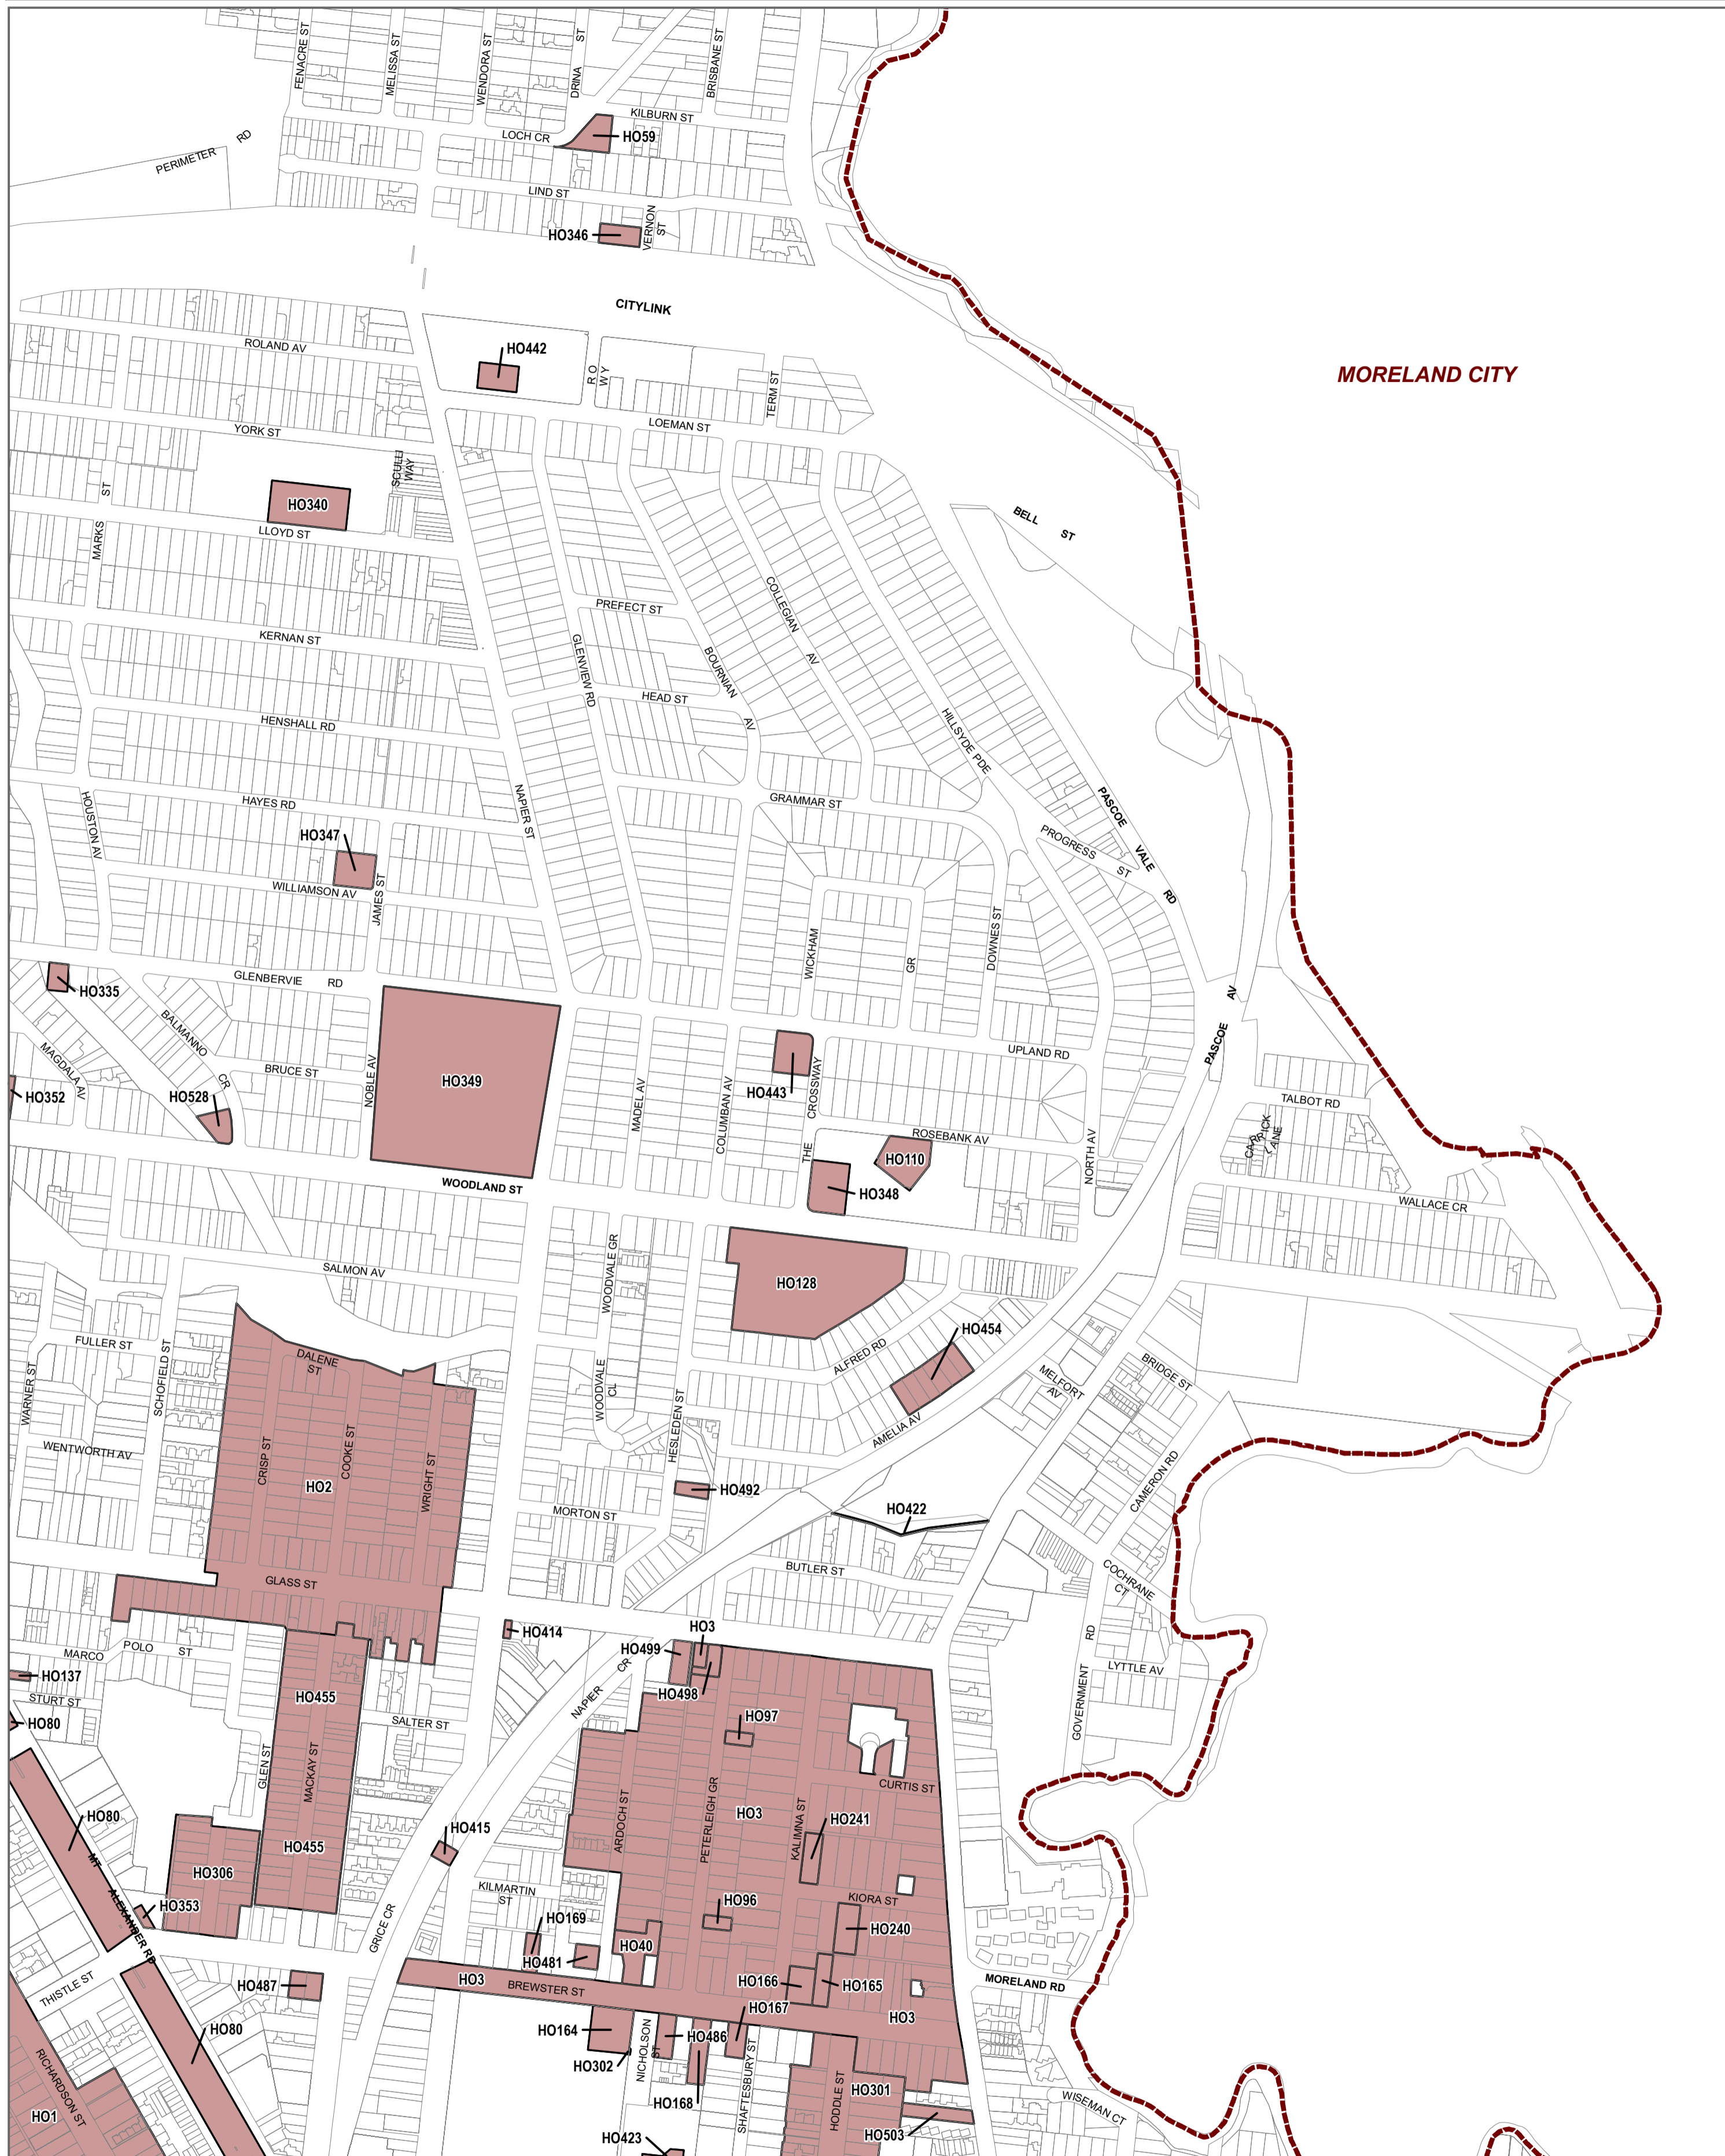 FENACRE ST
MELISSA ST
WENDORA ST
DRINA ST
BRISBANE ST
KILBURN ST
PERIMETER RD
LOCH CR
HO59
LIND ST
VERNON
ST
HO346
CITYLINK
ROLAND AV
HO442
R O
W Y
TERM ST
MORELAND CITY
LOEMAN ST
YORK ST
WAY
MARKS ST
HO340
LLOYD ST
BELL ST
PREFECT ST
COLLEGIAN AV
KERNAN ST
GLENVIEW RD
BOURNIAN AV
HEAD ST
HENSHALL RD
HILLSYDE PDE
HOUSTON AV
HAYES RD
NAPIER ST
GRAMMAR ST
PASCOE VALE RD
HO347
PROGRESS ST
WILLIAMSON AV
JAMES ST
WICKHAM GR
DOWNES ST
HO335
GLENBERVIE RD
BALMANNO CR
PASCOE AV
MAGDALA AV
HO352
HO528
BRUCE ST
NOBLE AV
HO349
MADEL AV
COLUMBAN AV
HO443
THE CROSSWAY
UPLAND RD
TALBOT RD
CARRICK
LANE
ROSEBANK AV
HO110
NORTH AV
HO348
WOODLAND ST
WALLACE CR
WOODVALE GR
SALMON AV
HO128
HO454
FULLER ST
DALENE
ST
ALFRED RD
WARNER ST
SCHOFIELD ST
WOODVALE
CL
HESLEDEN ST
MELFORT
AV
BRIDGE ST
AMELIA AV
WENTWORTH AV
CRISP ST
COOKE ST
WRIGHT ST
HO2
HO492
CAMERON RD
MORTON ST
HO422
BUTLER ST
COCHRANE
CT
GLASS ST
HO414
HO499
HO3
HO498
MARCO POLO ST
HO137
STURT ST
HO80
HO455
NAPIER CR
GOVERNMENT RD
LYTTLE AV
HO97
SALTER ST
GLEN ST
MACKAY ST
CURTIS ST
HO80
ARDOCH ST
PETERLEIGH GR
HO3
KALIMNA ST
HO241
HO415
HO455
HO306
MT ALEXANDER RD
HO353
KILMARTIN
ST
KIORA ST
HO96
HO169
HO240
GRICE CR
HO40
HO481
THISTLE ST
HO487
HO3
BREWSTER ST
HO166
HO165
MORELAND RD
HO167
HO3
HO80
HO164
HO486
HO302
NICHOLSON
ST
RICHARDSON ST
HO168
SHAFTESBURY ST
HODDLE ST
HO301
WISEMAN CT
HO1
HO503
HO423